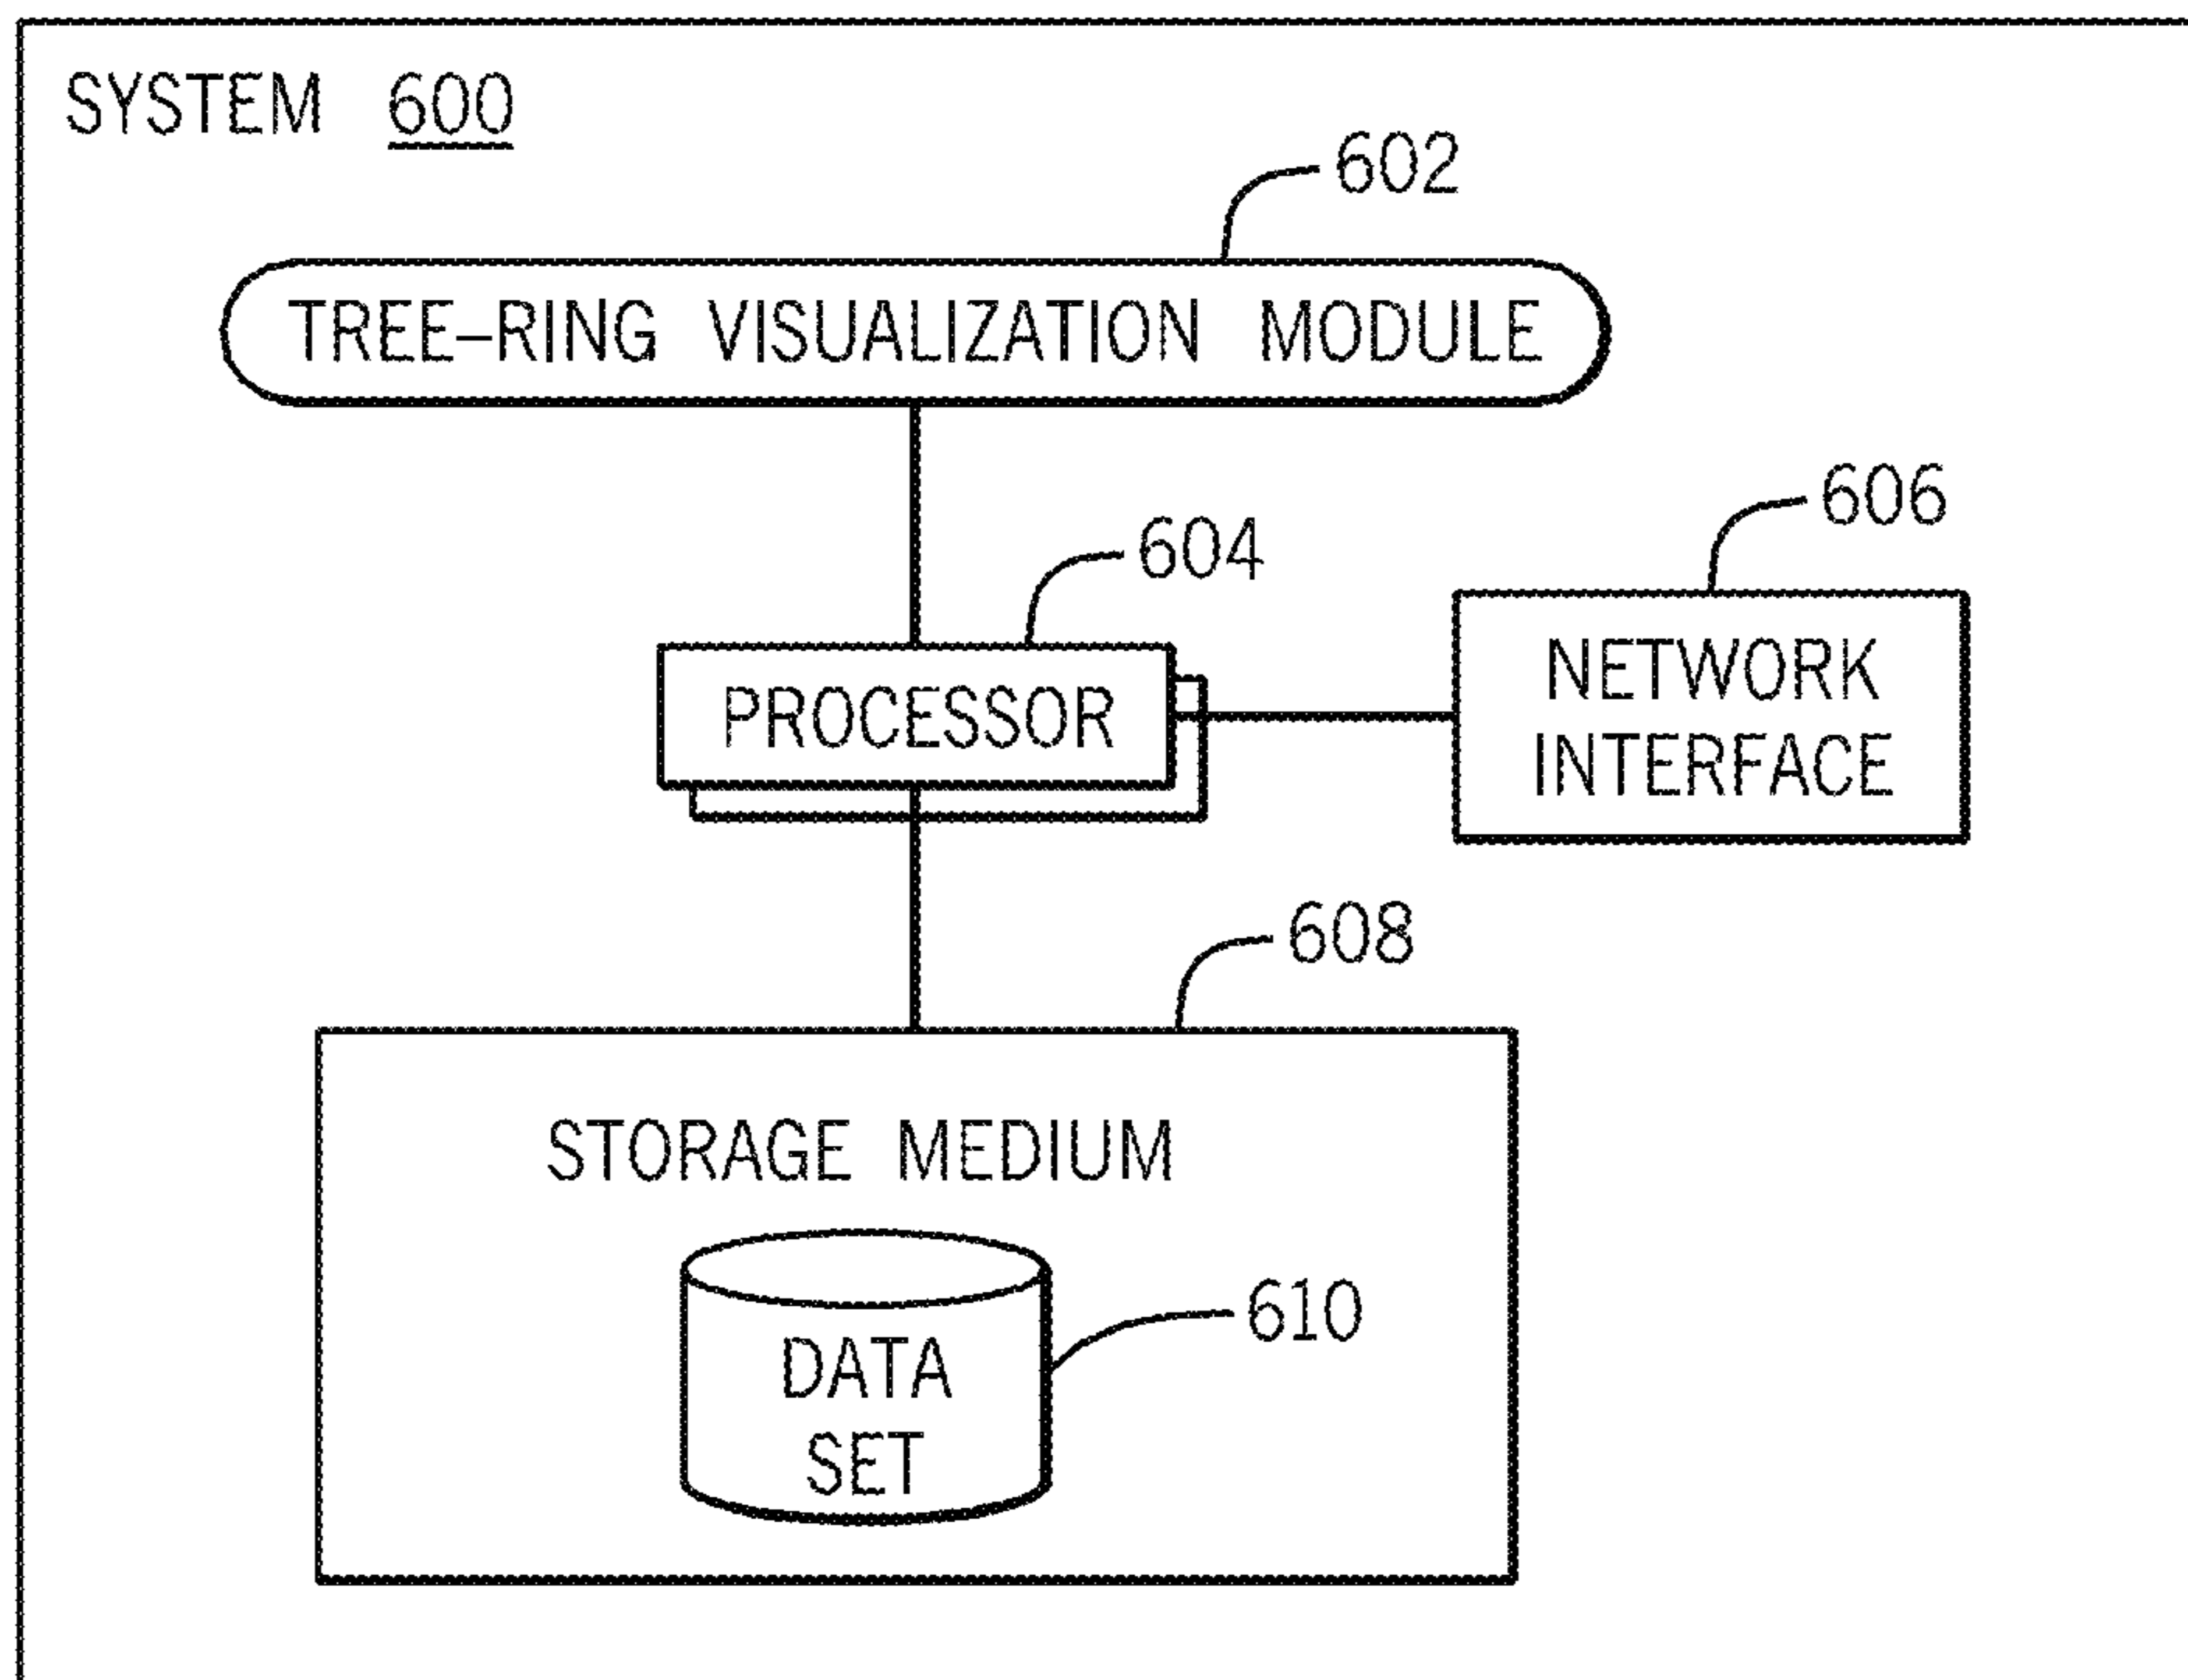 SYSTEM 600
602
TREE-RING VISUALIZATION MODULE
606
604
NETWORK
INTERFACE
PROCESSOR
608
STORAGE MEDIUM
610
DATA
SET